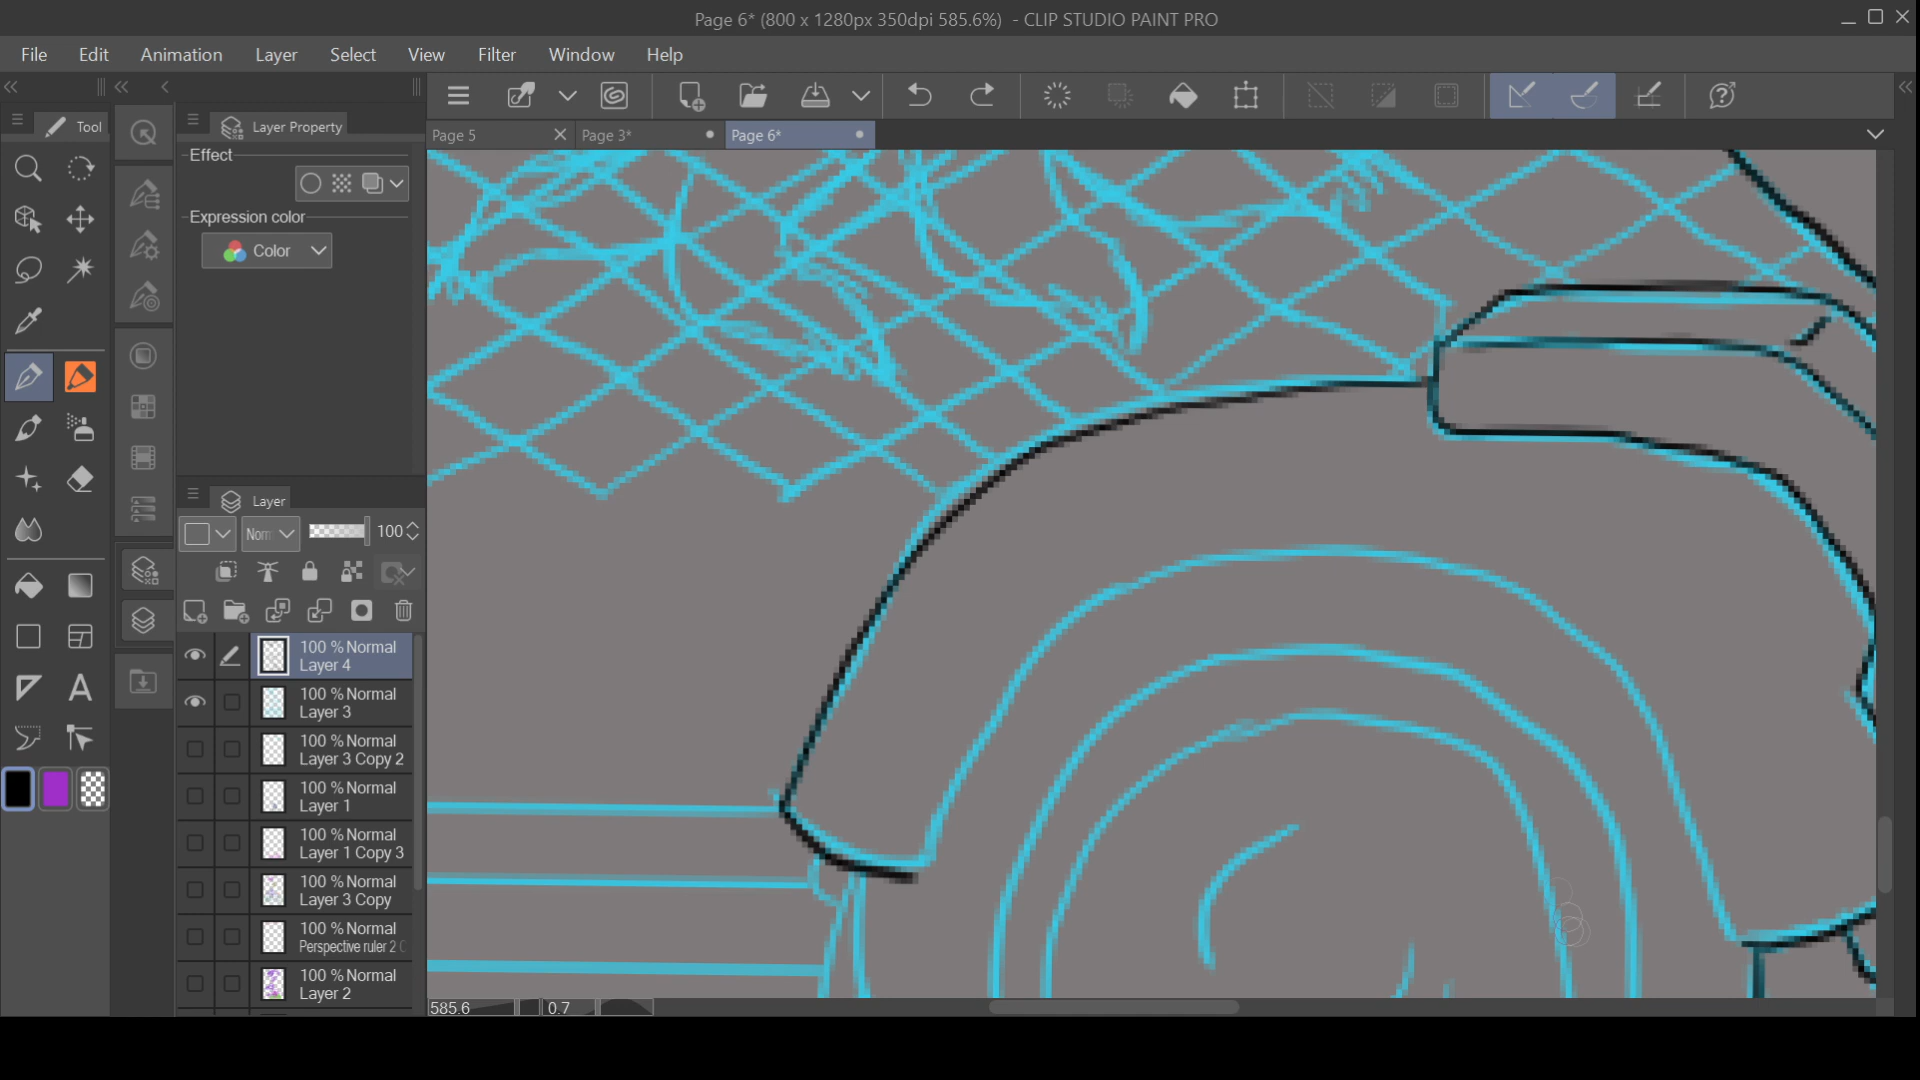 Page 6* (800 x 1280px 350dpi 585.6%) - CLIP STUDIO PAINT PRO
File Edit Animation Layer Select View Filter Window Help
Tool
Layer Property
Page 5
Page 3*
Page 6*
Effect
Expression color
Color
Layer
Norm
100
100 % Normal
Layer 4
100 % Normal
Layer 3
100 % Normal
Layer 3 Copy 2
100 % Normal
Layer 1
100 % Normal
Layer 1 Copy 3
100 % Normal
Layer 3 Copy
100 % Normal
Perspective ruler 2 C
100 % Normal
Layer 2
585.6
0.7